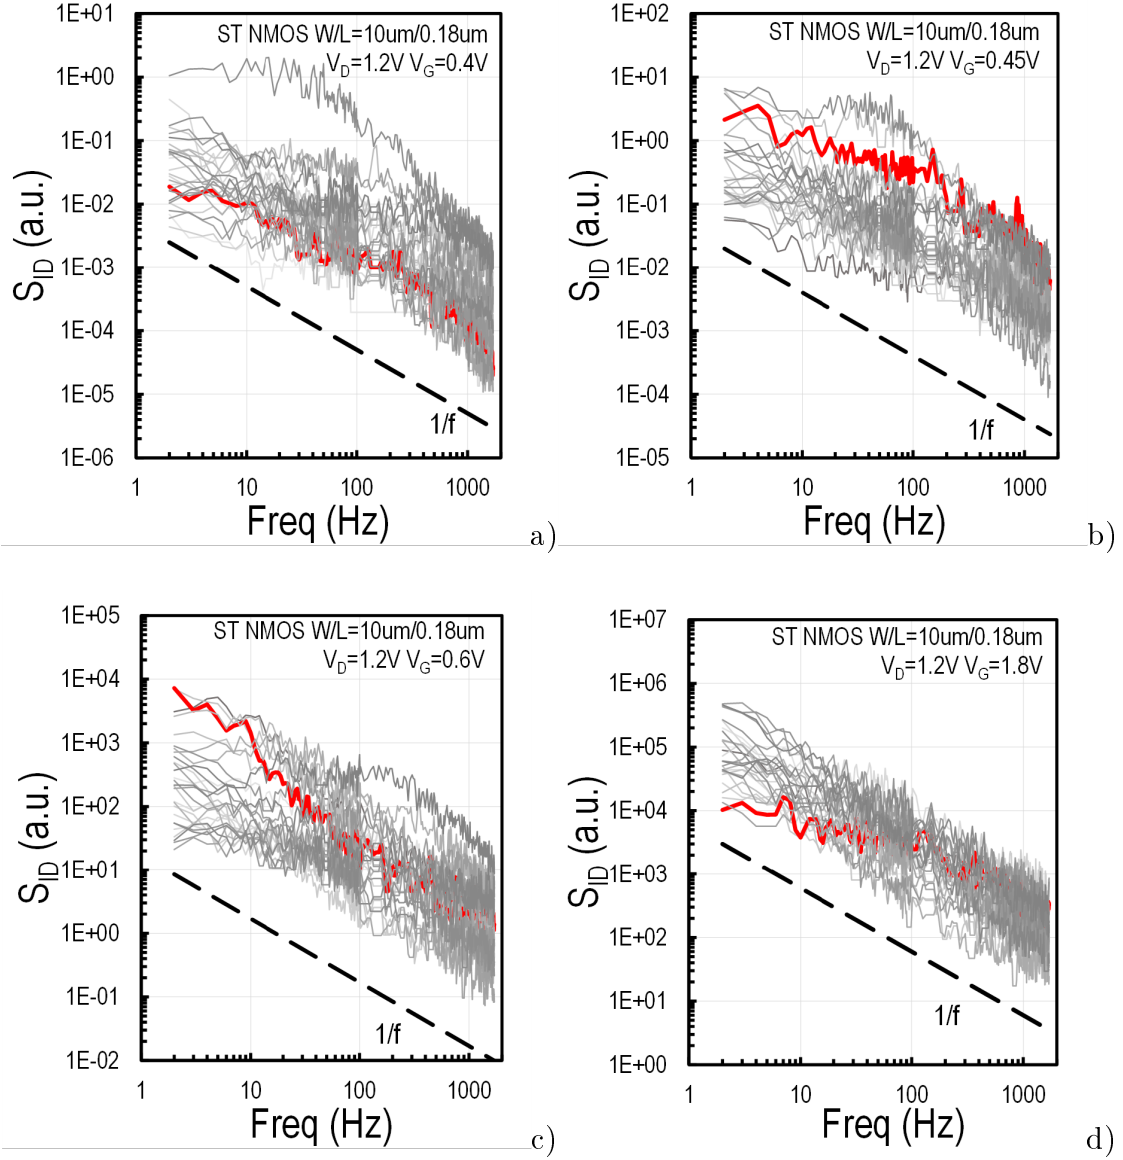 ST NMOS W/L=10um/0.18um
VD=1.2V VG=0.4V
1E+01
1E+00
1E-01
1E-02
1E-03
1E-04
1E-05
1E-06
SID (a.u.)
1/f
1 10 100 1000
Freq (Hz)
a)
ST NMOS W/L=10um/0.18um
VD=1.2V VG=0.45V
1E+02
1E+01
1E+00
1E-01
1E-02
1E-03
1E-04
1E-05
SID (a.u.)
1/f
1 10 100 1000
Freq (Hz)
b)
ST NMOS W/L=10um/0.18um
VD=1.2V VG=0.6V
1E+05
1E+04
1E+03
1E+02
1E+01
1E+00
1E-01
1E-02
SID (a.u.)
1/f
1 10 100 1000
Freq (Hz)
c)
ST NMOS W/L=10um/0.18um
VD=1.2V VG=1.8V
1E+07
1E+06
1E+05
1E+04
1E+03
1E+02
1E+01
1E+00
SID (a.u.)
1/f
1 10 100 1000
Freq (Hz)
d)